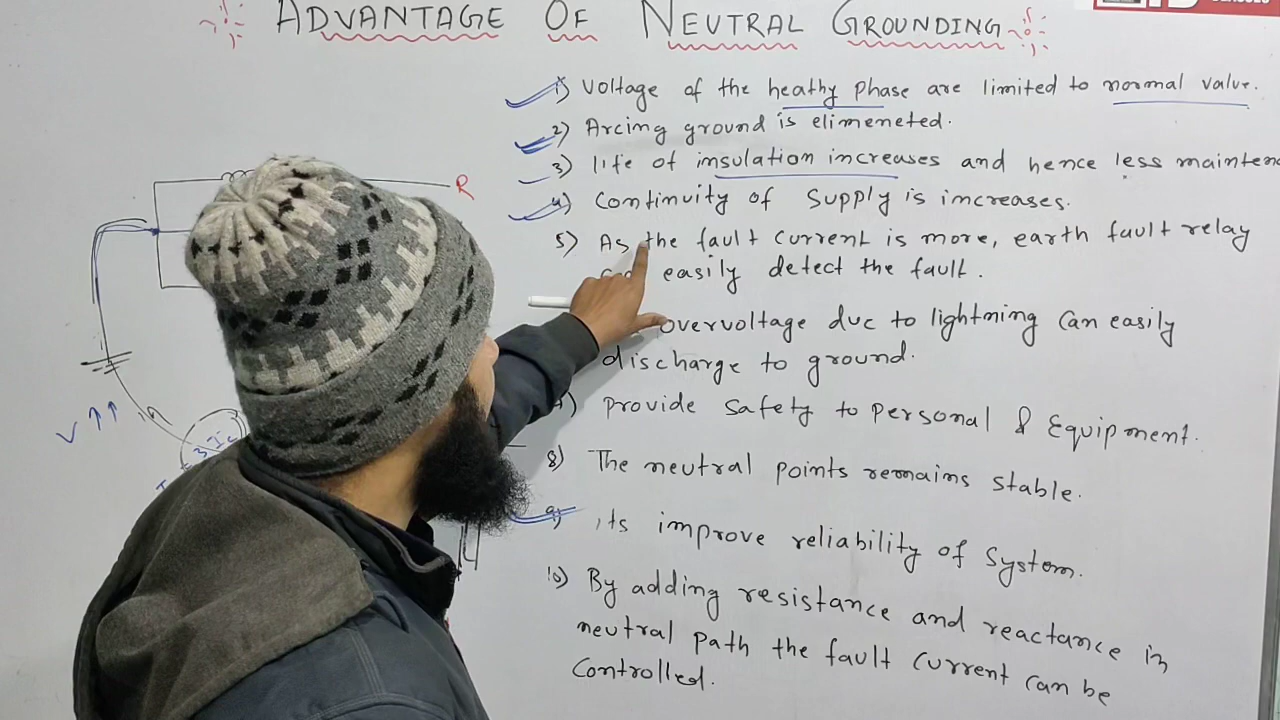 ADVANTAGE OF NEUTRAL GROUNDING
1) Voltage of the heathy phase are limited to normal value.
2) Arcing ground is elimeneted.
3) life of insulation increases and hence less mainten
4) Continuity of Supply is increases.
5) As the fault current is more, earth fault relay
easily detect the fault.
overvoltage due to lightning can easily
discharge to ground.
Provide Safety to Personal & Equipment.
8) The neutral points remains stable.
9) its improve reliability of System.
10) By adding resistance and reactance in
neutral path the fault current can be
Controlled.
R
V ↑↑
3Ic